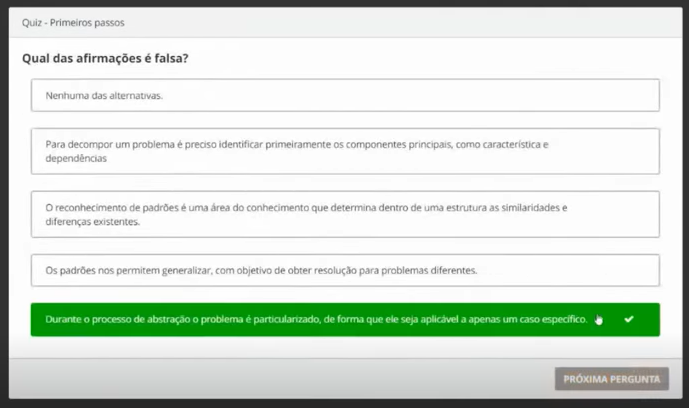 Quiz - Primeiros passos
Qual das afirmações é falsa?
Nenhuma das alternativas.
Para decompor um problema é preciso identificar primeiramente os componentes principais, como característica e
dependências
O reconhecimento de padrões é uma área do conhecimento que determina dentro de uma estrutura as similaridades e
diferenças existentes.
Os padrões nos permitem generalizar, com objetivo de obter resolução para problemas diferentes.
Durante o processo de abstração o problema é particularizado, de forma que ele seja aplicável a apenas um caso específico.
PRÓXIMA PERGUNTA